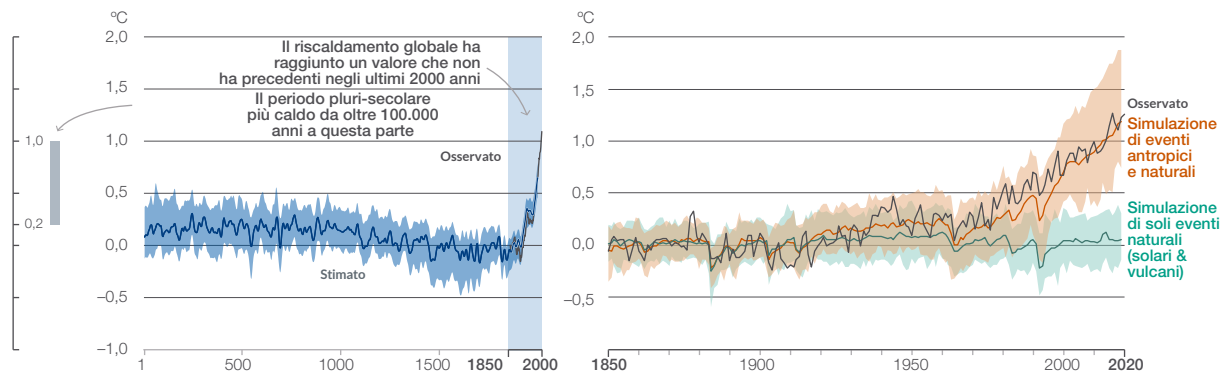 ºC
2,0
Il riscaldamento globale ha
raggiunto un valore che non
ha precedenti negli ultimi 2000 anni
1,5
Il periodo pluri-secolare
più caldo da oltre 100.000
anni a questa parte
1,0
1,0
Osservato
0,5
0,2
0,0
Stimato
–0,5
–1,0
1
500
1000
1500
1850
2000
ºC
2,0
1,5
1,0
0,5
0,0
–0,5
Osservato
Simulazione
di eventi
antropici
e naturali
Simulazione
di soli eventi
naturali
(solari &
vulcani)
1850
1900
1950
2000
2020